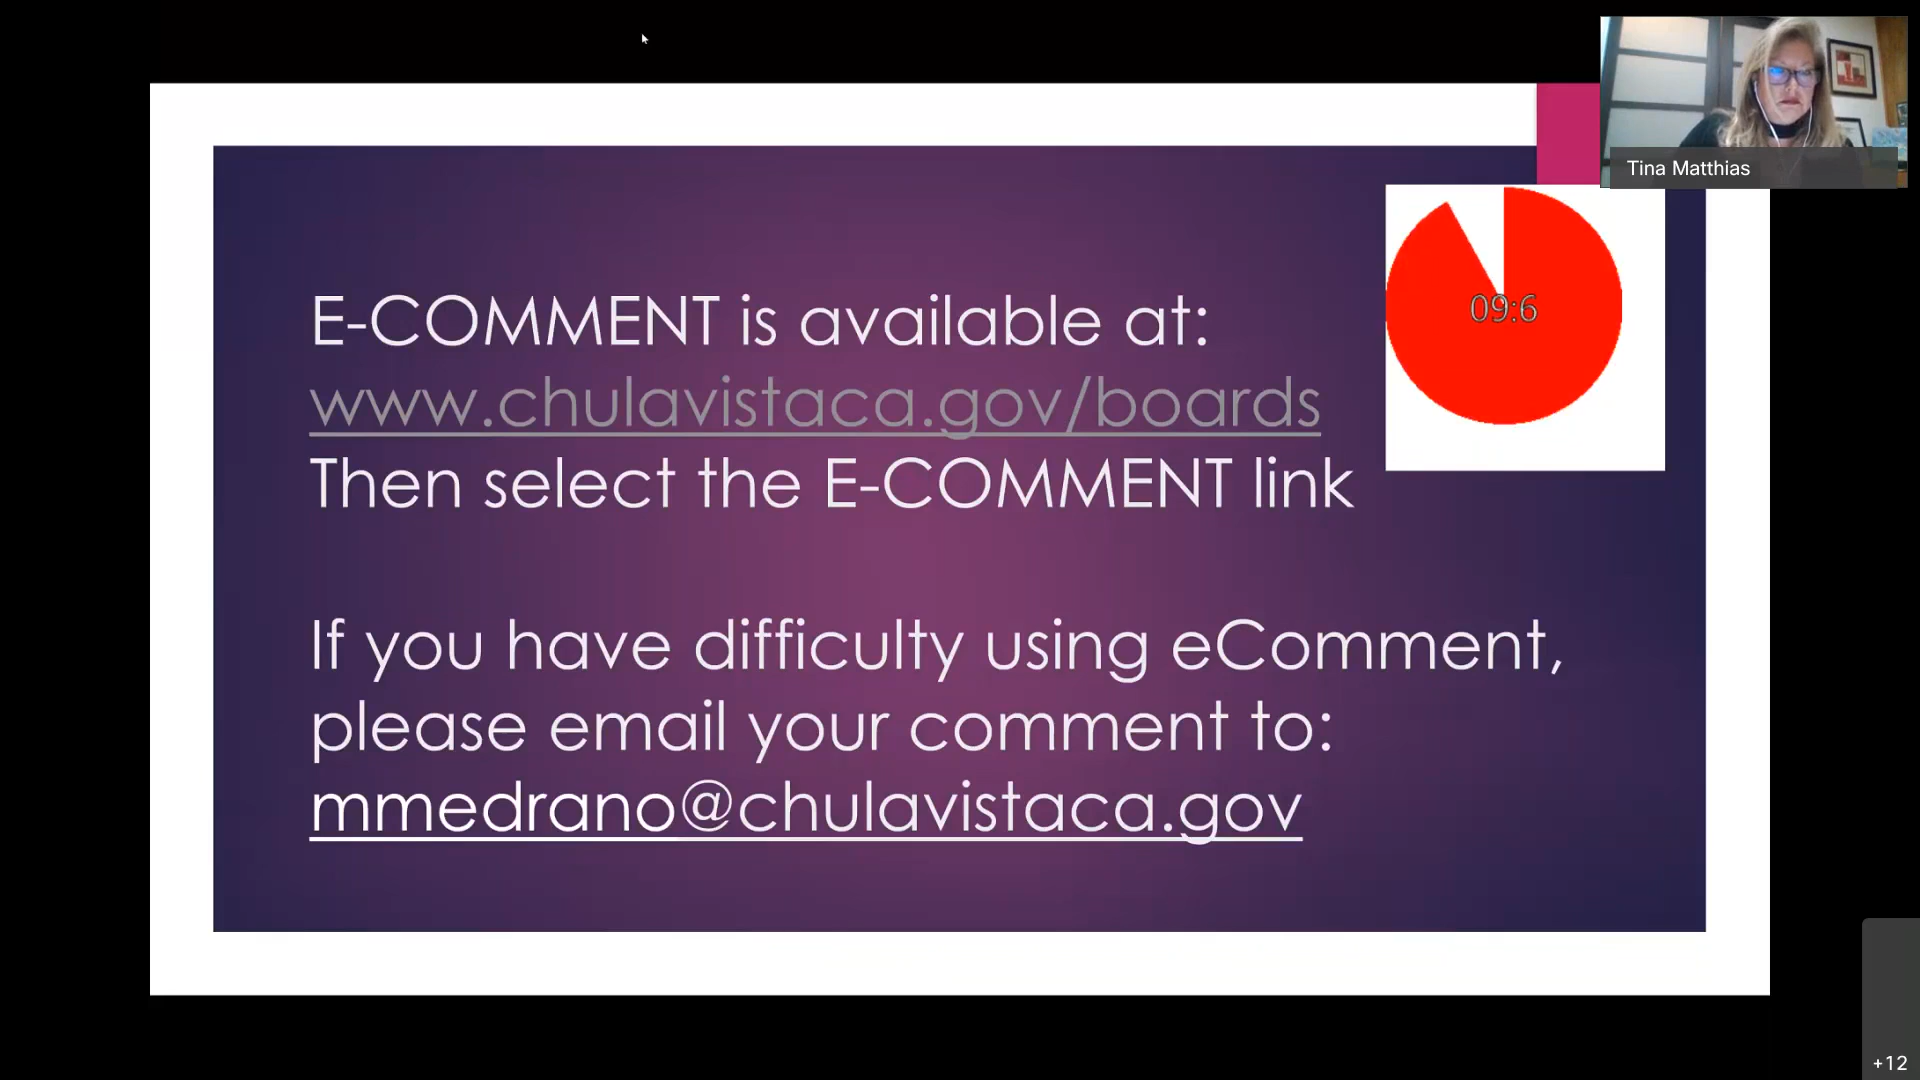 Tina Matthias
E-COMMENT is available at:
09:6
www.chulavistaca.gov/boards
Then select the E-COMMENT link
If you have difficulty using eComment,
please email your comment to:
mmedrano@chulavistaca.gov
+12